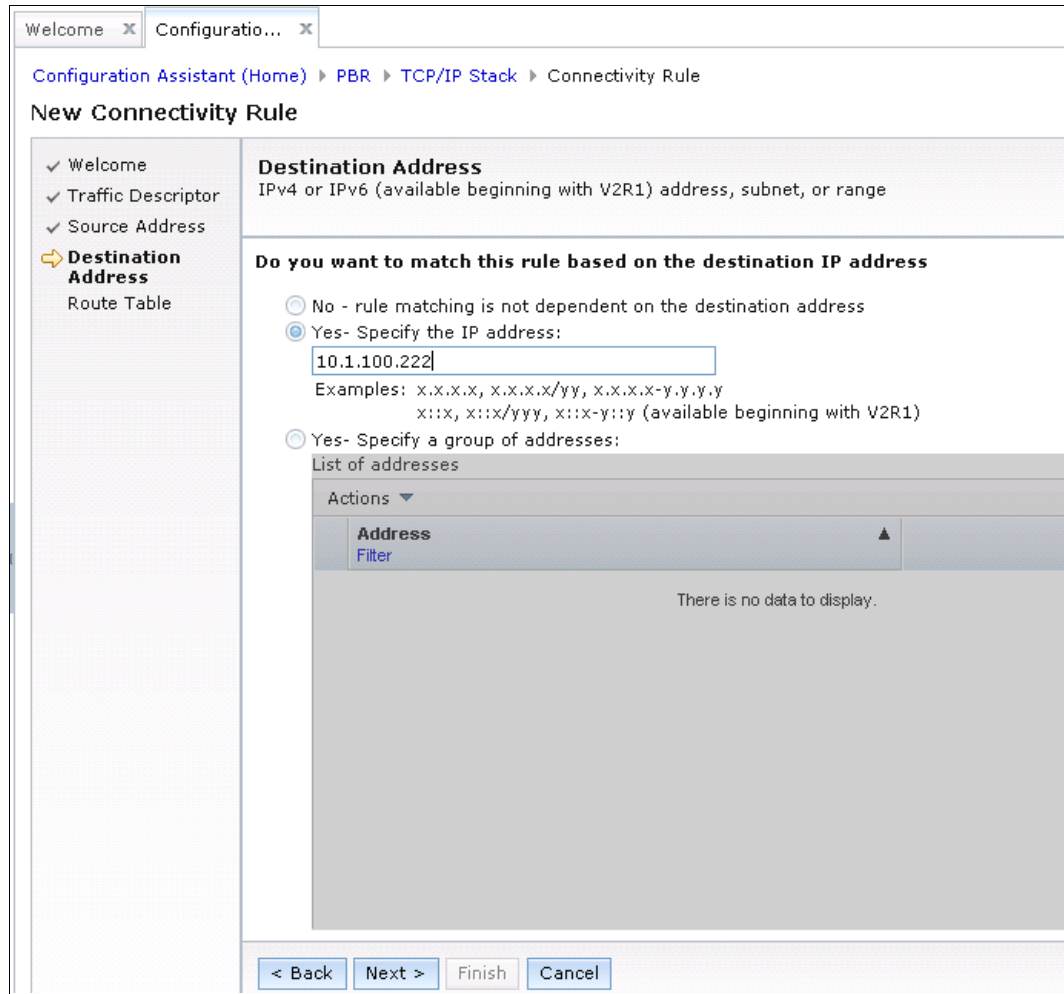 Welcome X Configuratio... X
Configuration Assistant (Home) PBR TCP/IP Stack Connectivity Rule
New Connectivity Rule
Welcome
Traffic Descriptor
Source Address
Destination
Address
Route Table
Destination Address
IPv4 or IPv6 (available beginning with V2R1) address, subnet, or range
Do you want to match this rule based on the destination IP address
No - rule matching is not dependent on the destination address
Yes- Specify the IP address:
10.1.100.222
Examples: x.x.x.x, x.x.x.x/yy, x.x.x.x-y.y.y.y
x::x, x::x/yyy, x::x-y::y (available beginning with V2R1)
Yes- Specify a group of addresses:
List of addresses
Actions
Address
Filter
There is no data to display.
< Back Next > Finish Cancel